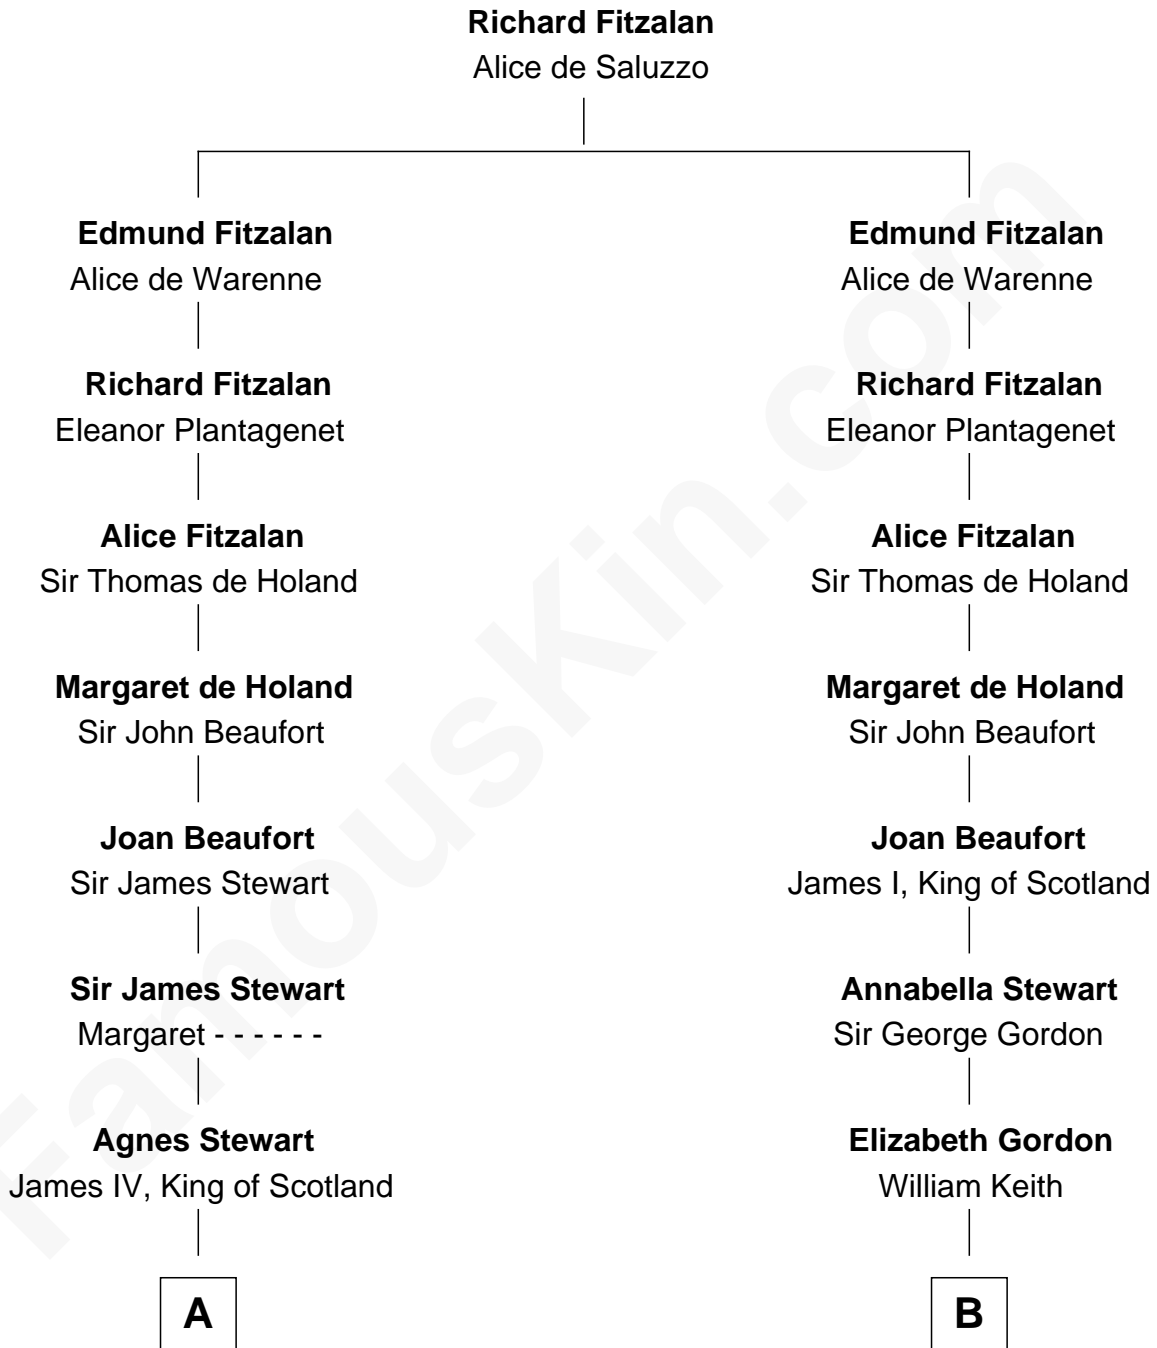 Richard Fitzalan
Alice de Saluzzo
Edmund Fitzalan
Alice de Warenne
Richard Fitzalan
Eleanor Plantagenet
Alice Fitzalan
Sir Thomas de Holand
Margaret de Holand
Sir John Beaufort
Joan Beaufort
Sir James Stewart
Sir James Stewart
Margaret - - - - - -
Agnes Stewart
James IV, King of Scotland
A
Edmund Fitzalan
Alice de Warenne
Richard Fitzalan
Eleanor Plantagenet
Alice Fitzalan
Sir Thomas de Holand
Margaret de Holand
Sir John Beaufort
Joan Beaufort
James I, King of Scotland
Annabella Stewart
Sir George Gordon
Elizabeth Gordon
William Keith
B
FamousKin.com